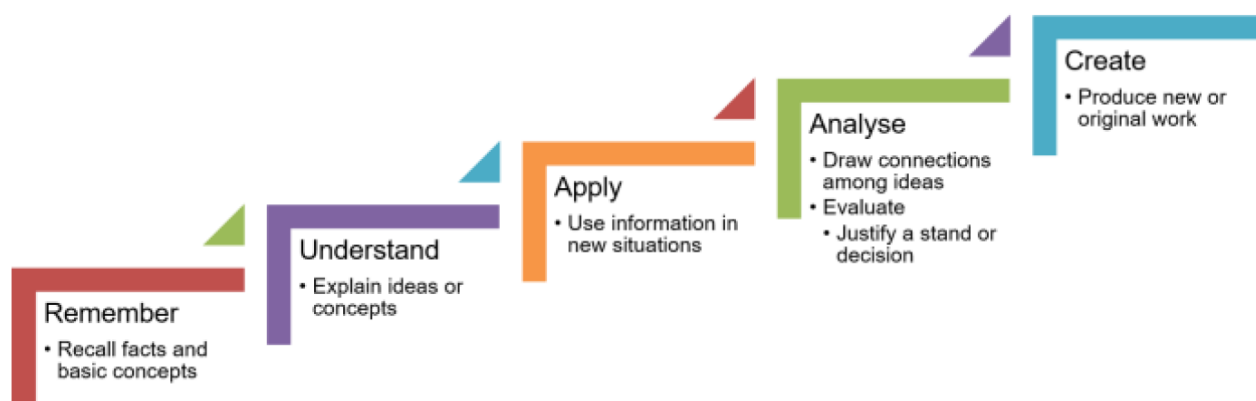 Remember
• Recall facts and
basic concepts
Understand
• Explain ideas or
concepts
Apply
• Use information in
new situations
Analyse
• Draw connections
among ideas
• Evaluate
• Justify a stand or
decision
Create
• Produce new or
original work